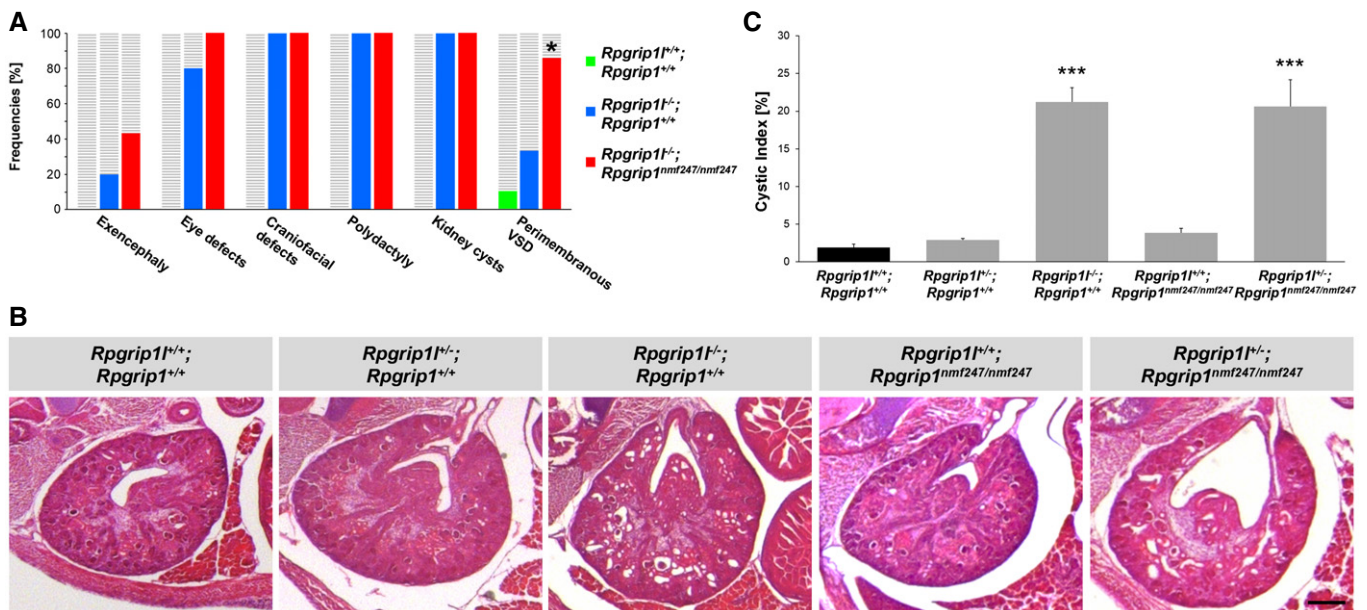 A
Frequencies [%]
100
80
60
40
20
0
*
Exencephaly
Eye defects
Craniofacial
defects
Polydactyly
Kidney cysts
Perimembranous
VSD
Rpgrip1l+/+;
Rpgrip1+/+
Rpgrip1l-/-;
Rpgrip1+/+
Rpgrip1l-/-;
Rpgrip1nmf247/nmf247
C
Cystic Index [%]
30
25
20
15
10
5
0
***
***
Rpgrip1l+/+;
Rpgrip1+/+
Rpgrip1l+/-;
Rpgrip1+/+
Rpgrip1l-/-;
Rpgrip1+/+
Rpgrip1l+/+;
Rpgrip1nmf247/nmf247
Rpgrip1l+/-;
Rpgrip1nmf247/nmf247
B
Rpgrip1l+/+;
Rpgrip1+/+
Rpgrip1l+/-;
Rpgrip1+/+
Rpgrip1l-/-;
Rpgrip1+/+
Rpgrip1l+/+;
Rpgrip1nmf247/nmf247
Rpgrip1l+/-;
Rpgrip1nmf247/nmf247